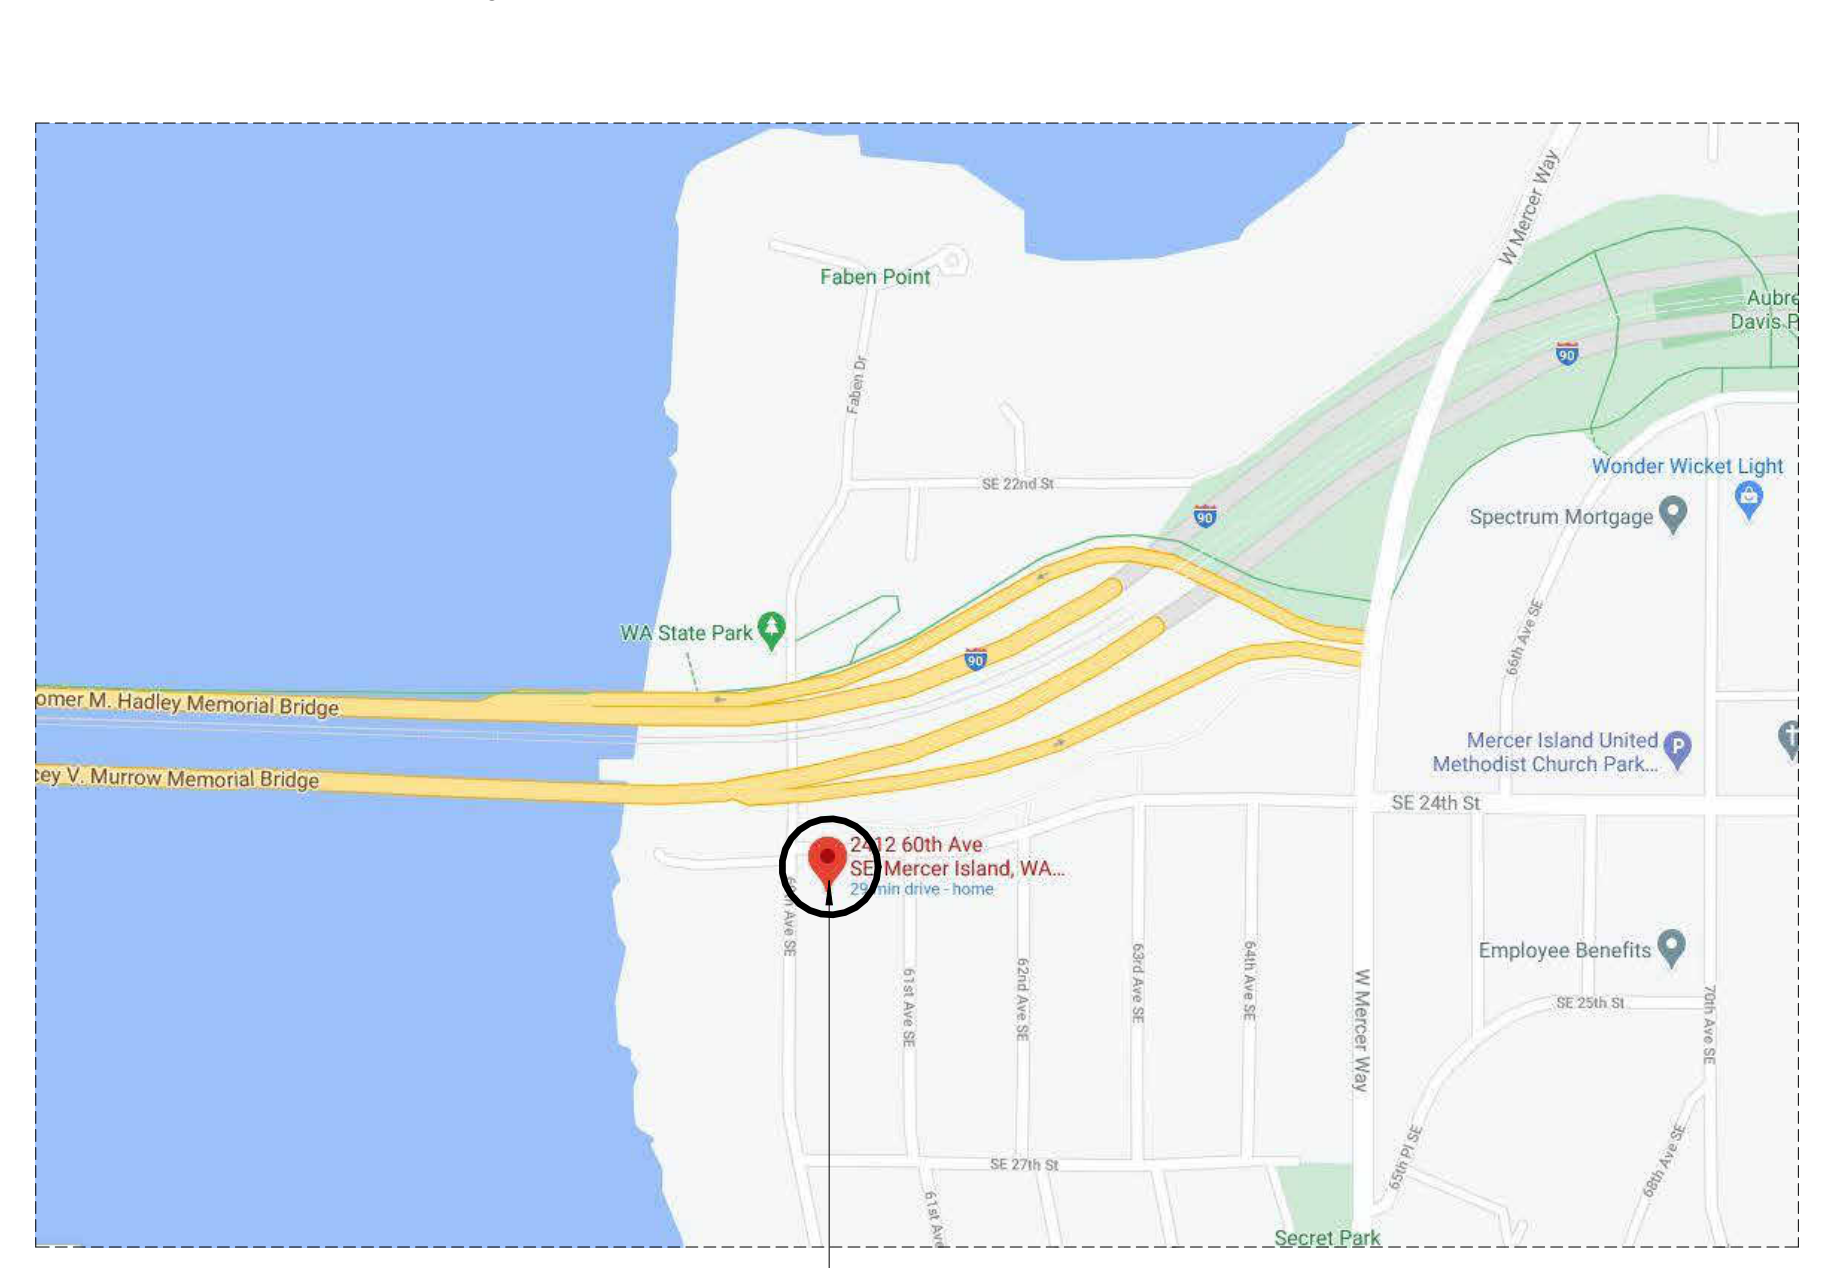 W Mercer Way
Faben Point
Aubre
Davis P
90
Faben Dr
Wonder Wicket Light
SE 22nd St
90
Spectrum Mortgage
WA State Park
90
66th Ave SE
omer M. Hadley Memorial Bridge
Mercer Island United
Methodist Church Park...
P
cey V. Murrow Memorial Bridge
SE 24th St
2412 60th Ave
SE, Mercer Island, WA...
29 min drive - home
60th Ave SE
61st Ave SE
62nd Ave SE
63rd Ave SE
64th Ave SE
W Mercer Way
Employee Benefits
SE 25th St
70th Ave SE
SE 27th St
65th Pl SE
68th Ave SE
61st Ave
Secret Park